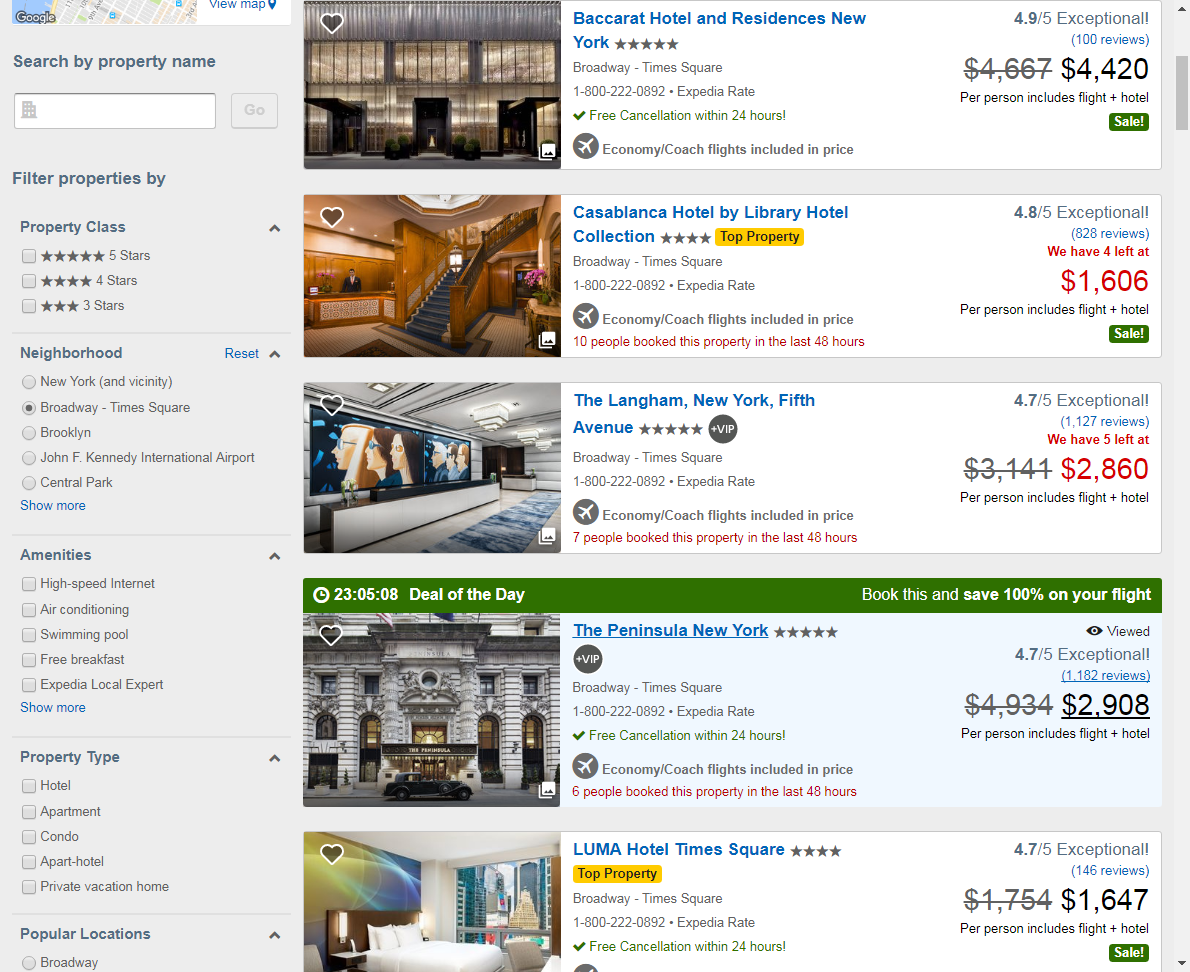 Google
View map
Search by property name
Go
Filter properties by
Property Class
5 Stars
4 Stars
3 Stars
Neighborhood Reset
New York (and vicinity)
Broadway - Times Square
Brooklyn
John F. Kennedy International Airport
Central Park
Show more
Amenities
High-speed Internet
Air conditioning
Swimming pool
Free breakfast
Expedia Local Expert
Show more
Property Type
Hotel
Apartment
Condo
Apart-hotel
Private vacation home
Popular Locations
Broadway
Baccarat Hotel and Residences New
York
Broadway - Times Square
1-800-222-0892 • Expedia Rate
Free Cancellation within 24 hours!
Economy/Coach flights included in price
4.9/5 Exceptional!
(100 reviews)
$4,667 $4,420
Per person includes flight + hotel
Sale!
Casablanca Hotel by Library Hotel
Collection Top Property
Broadway - Times Square
1-800-222-0892 • Expedia Rate
Economy/Coach flights included in price
10 people booked this property in the last 48 hours
4.8/5 Exceptional!
(828 reviews)
We have 4 left at
$1,606
Per person includes flight + hotel
Sale!
The Langham, New York, Fifth
Avenue +VIP
Broadway - Times Square
1-800-222-0892 • Expedia Rate
Economy/Coach flights included in price
7 people booked this property in the last 48 hours
4.7/5 Exceptional!
(1,127 reviews)
We have 5 left at
$3,141 $2,860
Per person includes flight + hotel
23:05:08 Deal of the Day Book this and save 100% on your flight
THE PENINSULA
The Peninsula New York
+VIP
Broadway - Times Square
1-800-222-0892 • Expedia Rate
Free Cancellation within 24 hours!
Economy/Coach flights included in price
6 people booked this property in the last 48 hours
Viewed
4.7/5 Exceptional!
(1,182 reviews)
$4,934 $2,908
Per person includes flight + hotel
LUMA Hotel Times Square
Top Property
Broadway - Times Square
1-800-222-0892 • Expedia Rate
Free Cancellation within 24 hours!
4.7/5 Exceptional!
(146 reviews)
$1,754 $1,647
Per person includes flight + hotel
Sale!